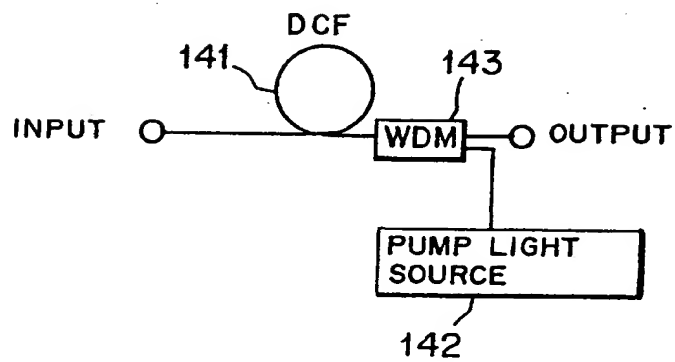 DCF
141
143
INPUT
WDM
OUTPUT
PUMP LIGHT
SOURCE
142